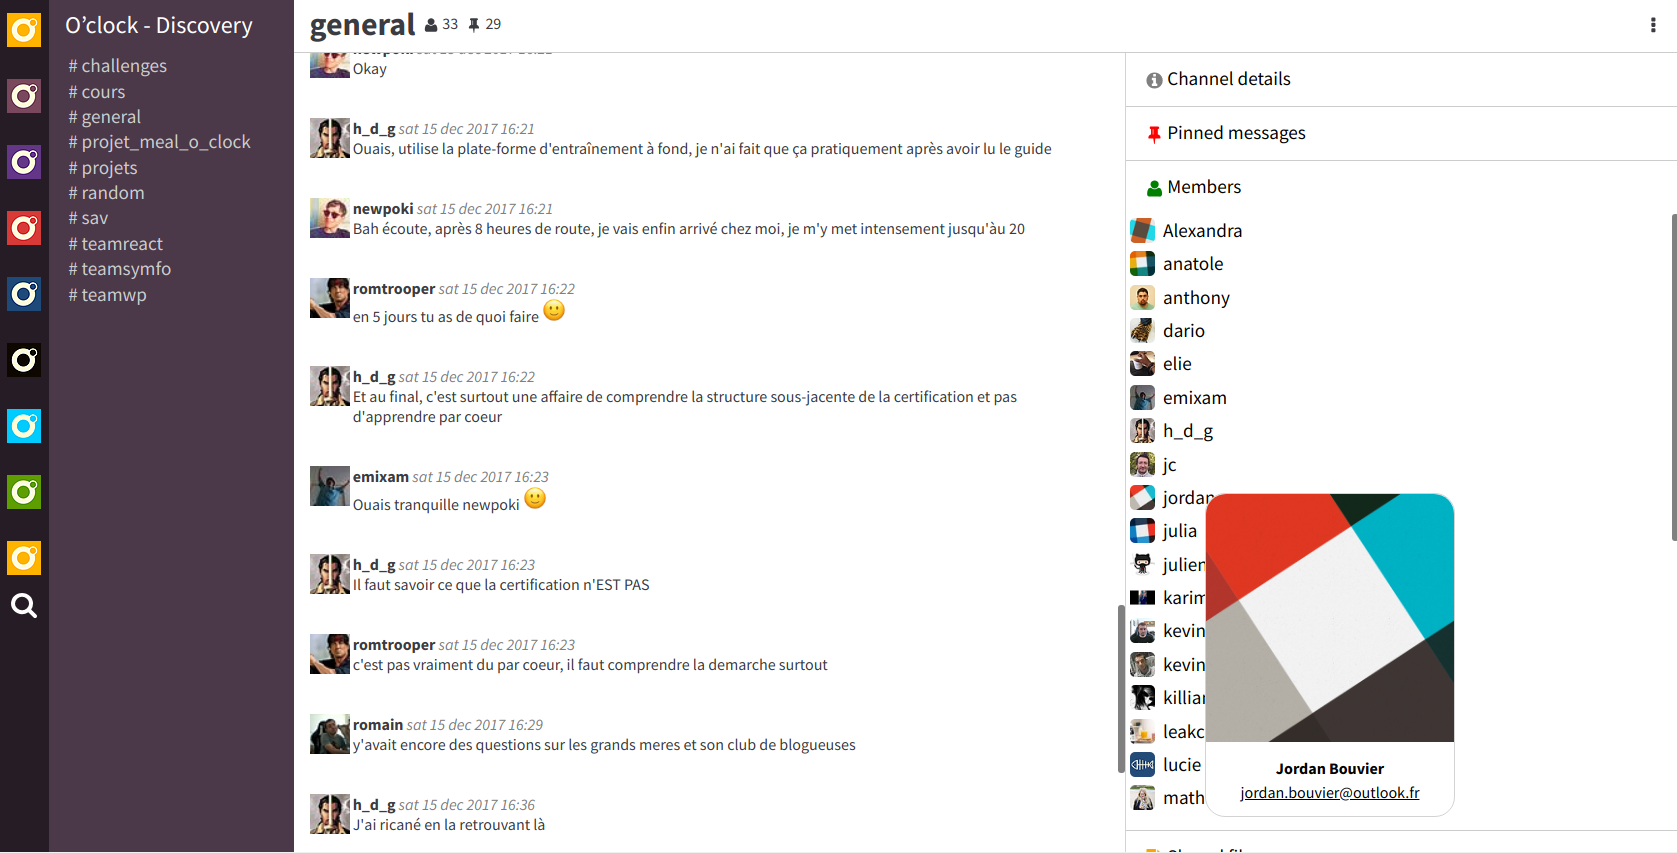 O'clock - Discovery
# challenges
# cours
# general
# projet_meal_o_clock
# projets
# random
# sav
# teamreact
# teamsymfo
# teamwp
general 33 29
newpoki sat 15 dec 2017 16:21
Okay
h_d_g sat 15 dec 2017 16:21
Ouais, utilise la plate-forme d'entraînement à fond, je n'ai fait que ça pratiquement après avoir lu le guide
newpoki sat 15 dec 2017 16:21
Bah écoute, après 8 heures de route, je vais enfin arrivé chez moi, je m'y met intensement jusqu'àu 20
romtrooper sat 15 dec 2017 16:22
en 5 jours tu as de quoi faire 🙂
h_d_g sat 15 dec 2017 16:22
Et au final, c'est surtout une affaire de comprendre la structure sous-jacente de la certification et pas
d'apprendre par coeur
emixam sat 15 dec 2017 16:23
Ouais tranquille newpoki 🙂
h_d_g sat 15 dec 2017 16:23
Il faut savoir ce que la certification n'EST PAS
romtrooper sat 15 dec 2017 16:23
c'est pas vraiment du par coeur, il faut comprendre la demarche surtout
romain sat 15 dec 2017 16:29
y'avait encore des questions sur les grands meres et son club de blogueuses
h_d_g sat 15 dec 2017 16:36
J'ai ricané en la retrouvant là
Channel details
Pinned messages
Members
Alexandra
anatole
anthony
dario
elie
emixam
h_d_g
jc
jordan
julia
julien
karim
kevin
kevin
killian
leakc
lucie
math
Jordan Bouvier
jordan.bouvier@outlook.fr